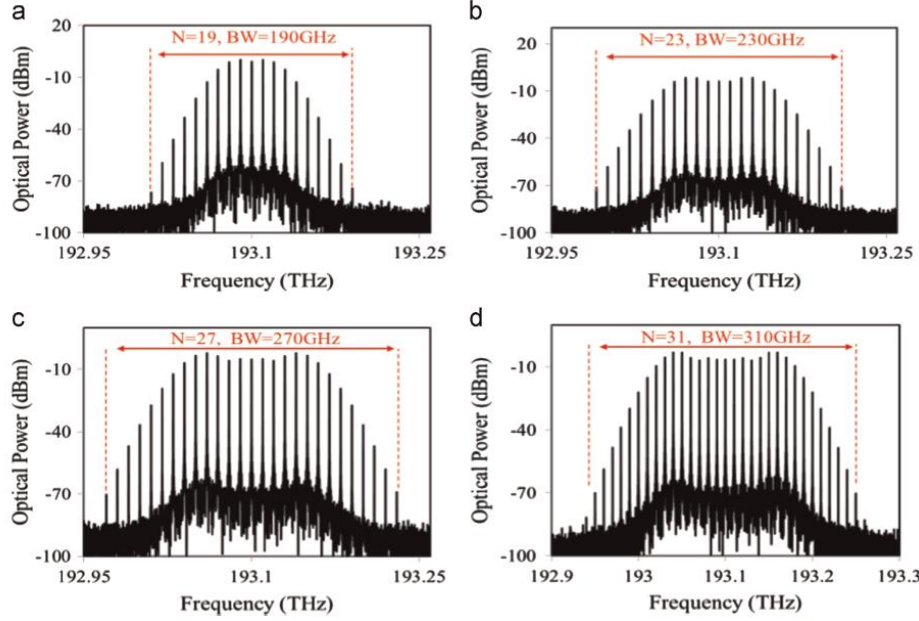 a
20
-10
-40
-70
-100
Optical Power (dBm)
N=19, BW=190GHz
192.95
193.1
193.25
Frequency (THz)
b
20
-10
-40
-70
-100
Optical Power (dBm)
N=23, BW=230GHz
192.95
193.1
193.25
Frequency (THz)
c
-10
-40
-70
-100
Optical Power (dBm)
N=27, BW=270GHz
192.95
193.1
193.25
Frequency (THz)
d
-10
-40
-70
-100
Optical Power (dBm)
N=31, BW=310GHz
192.9
193
193.1
193.2
193.3
Frequency (THz)